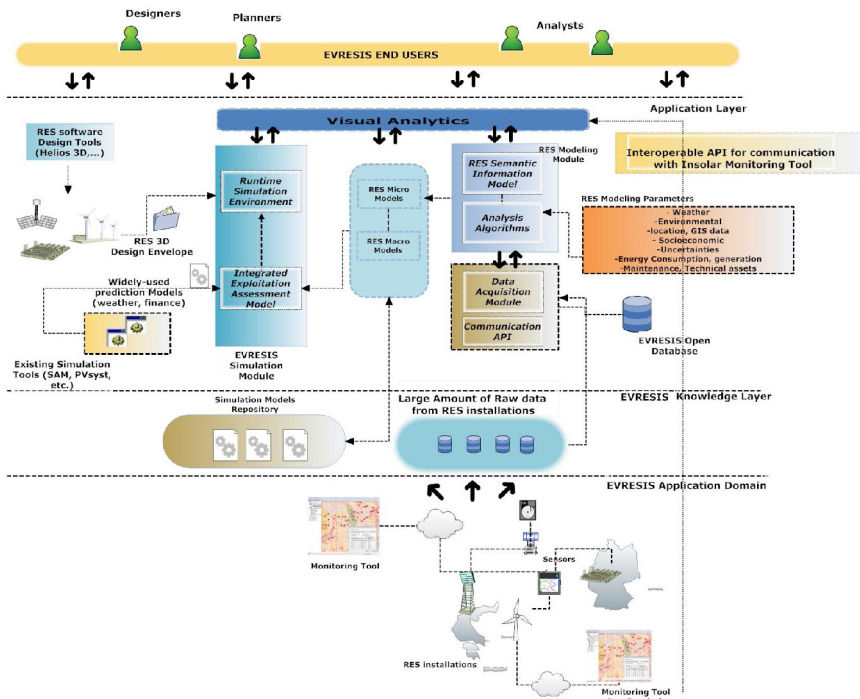 Designers
Planners
Analysts
EVRESIS END USERS
Application Layer
Visual Analytics
RES software
Design Tools
(Helios 3D,...)
RES Modeling
Module
Interoperable API for communication
with Insolar Monitoring Tool
Runtime
Simulation
Environment
RES Micro
Models
RES Semantic
Information
Model
Analysis
Algorithms
RES Modeling Parameters
- Weather
-Environmental
-location, GIS data
- Socioeconomic
-Uncertainties
-Energy Consumption, generation
-Maintenance, Technical assets
RES 3D
Design Envelope
RES Macro
Models
Widely-used
prediction Models
(weather, finance)
Integrated
Exploitation
Assessment
Model
Data
Acquisition
Module
Communication
API
EVRESIS Open
Database
EVRESIS
Simulation
Module
Existing Simulation
Tools (SAM, PVsyst,
etc.)
Simulation Models
Repository
Large Amount of Raw data
from RES installations
EVRESIS Knowledge Layer
EVRESIS Application Domain
Monitoring Tool
Sensors
RES installations
Monitoring Tool